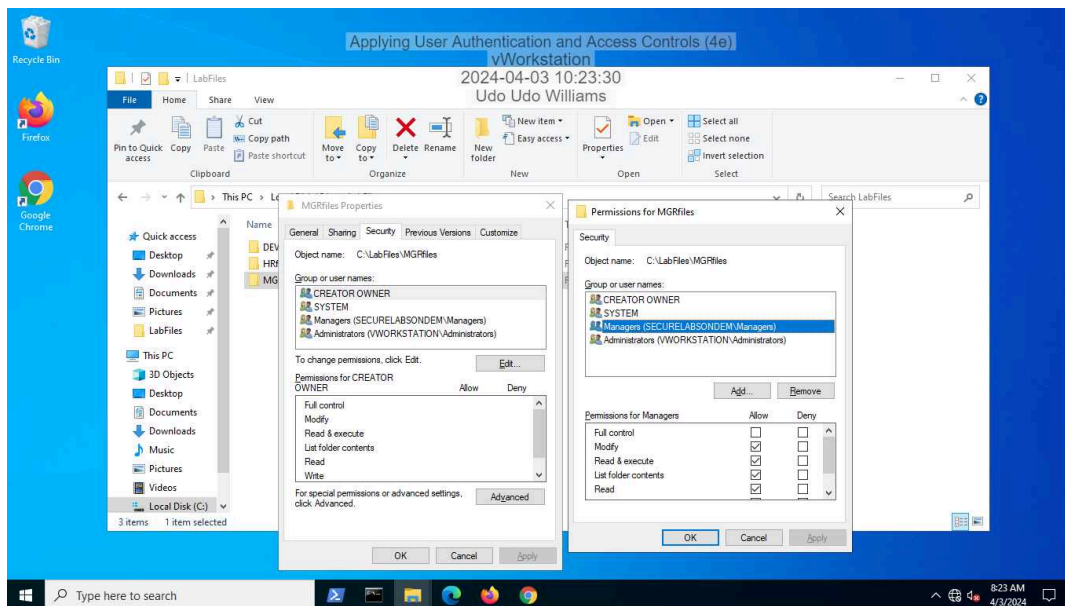 Applying User Authentication and Access Controls (4e)
vWorkstation
2024-04-03 10:23:30
Udo Udo Williams
Recycle Bin
Firefox
Google
Chrome
LabFiles
File Home Share View
Pin to Quick
access
Copy
Paste
Cut
Copy path
Paste shortcut
Clipboard
Move
to
Copy
to
Delete
Rename
Organize
New
folder
New item
Easy access
New
Properties
Open
Edit
Open
Select all
Select none
Invert selection
Select
This PC
Search LabFiles
Quick access
Desktop
Downloads
Documents
Pictures
LabFiles
This PC
3D Objects
Desktop
Documents
Downloads
Music
Pictures
Videos
Local Disk (C:)
Name
DEV
HRf
MG
3 items 1 item selected
MGRfiles Properties
General Sharing Security Previous Versions Customize
Object name: C:\LabFiles\MGRfiles
Group or user names:
CREATOR OWNER
SYSTEM
Managers (SECURELABSONDEM\Managers)
Administrators (VWORKSTATION\Administrators)
To change permissions, click Edit.
Edit...
Permissions for CREATOR
OWNER Allow Deny
Full control
Modify
Read & execute
List folder contents
Read
Write
For special permissions or advanced settings,
click Advanced.
Advanced
OK Cancel Apply
Permissions for MGRfiles
Security
Object name: C:\LabFiles\MGRfiles
Group or user names:
CREATOR OWNER
SYSTEM
Managers (SECURELABSONDEM\Managers)
Administrators (VWORKSTATION\Administrators)
Add... Remove
Permissions for Managers Allow Deny
Full control
Modify
Read & execute
List folder contents
Read
OK Cancel Apply
Type here to search
8:23 AM
4/3/2024